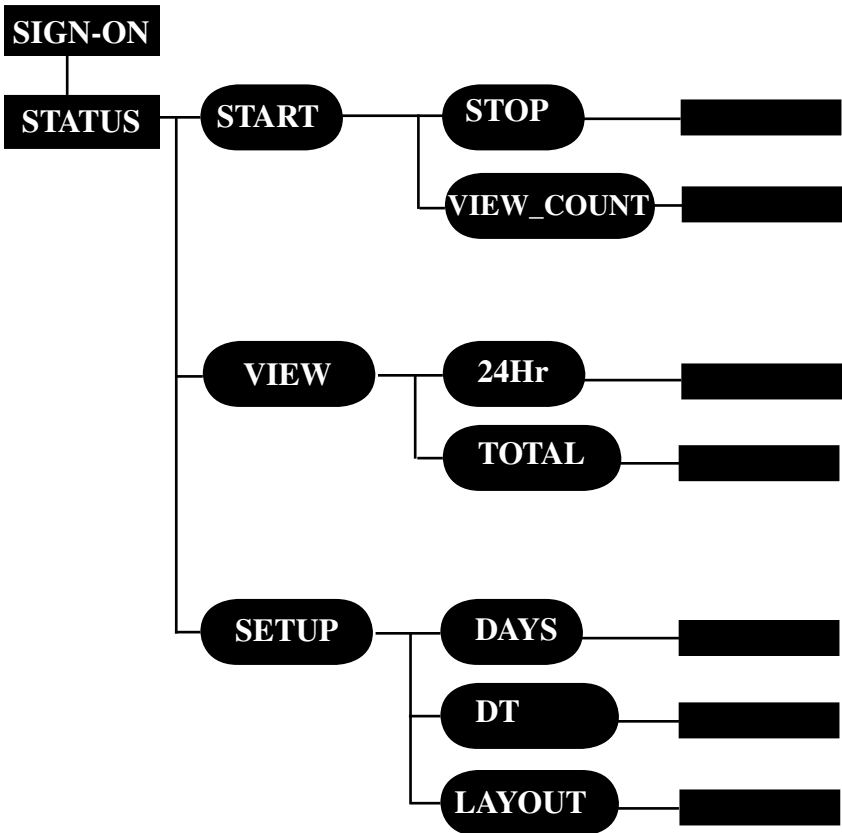 SIGN-ON
STATUS
START
STOP
VIEW_COUNT
VIEW
24Hr
TOTAL
SETUP
DAYS
DT
LAYOUT